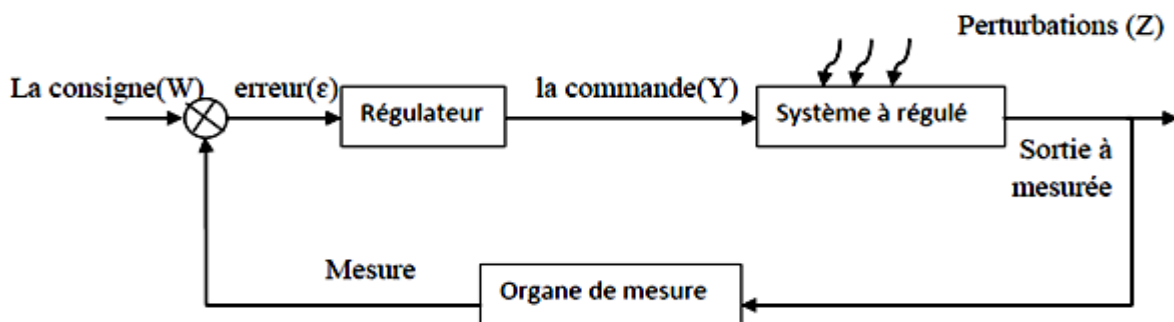 Perturbations (Z)
La consigne(W)
erreur(ε)
la commande(Y)
Régulateur
Système à régulé
Sortie à
mesurée
Mesure
Organe de mesure